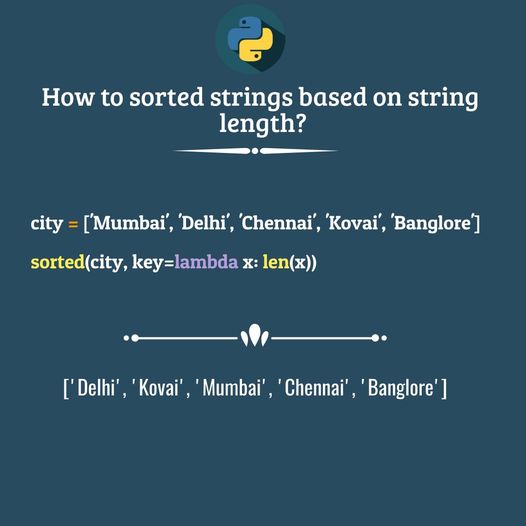 How to sorted strings based on string
length?
city = ['Mumbai', 'Delhi', 'Chennai', 'Kovai', 'Banglore']
sorted(city, key=lambda x: len(x))
['Delhi', 'Kovai', 'Mumbai', 'Chennai', 'Banglore']